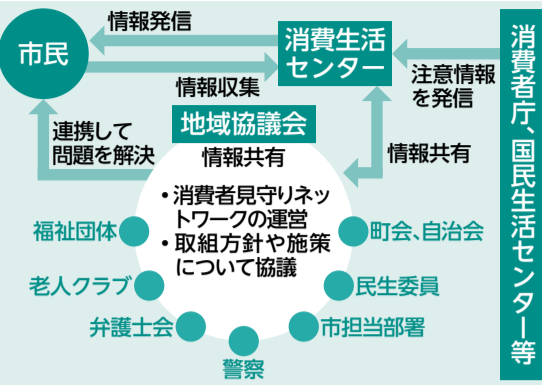 情報発信
市民
消費生活
センター
情報収集
注意情報
を発信
消費者庁、国民生活センター等
連携して
問題を解決
地域協議会
情報共有
情報共有
・消費者見守りネッ
トワークの運営
・取組方針や施策
について協議
福祉団体
町会、自治会
老人クラブ
民生委員
弁護士会
市担当部署
警察